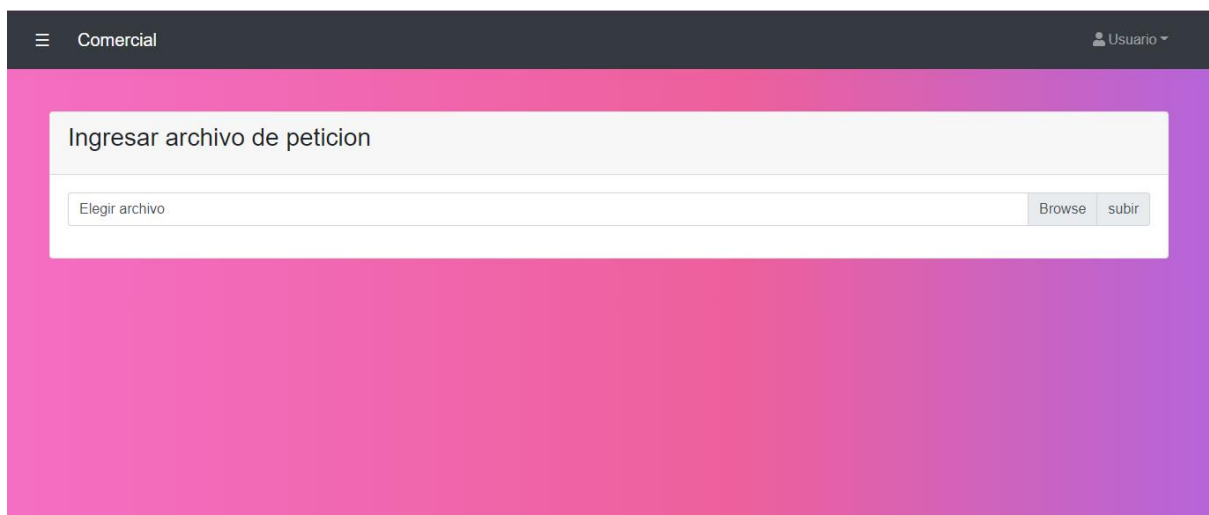 ☰ Comercial Usuario
Ingresar archivo de peticion
Elegir archivo Browse subir